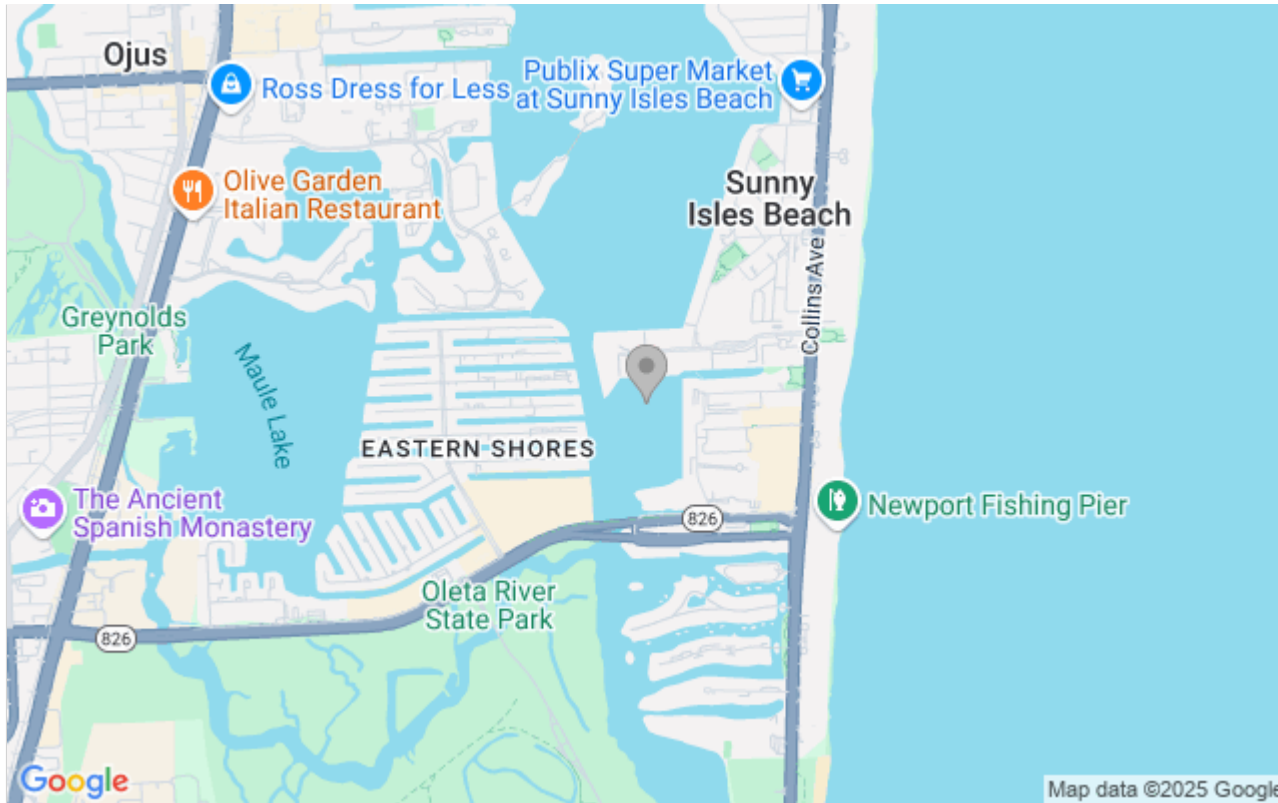 Ojus
Ross Dress for Less
Publix Super Market
at Sunny Isles Beach
Olive Garden
Italian Restaurant
Sunny
Isles Beach
Collins Ave
Greynolds
Park
Maule Lake
EASTERN SHORES
The Ancient
Spanish Monastery
826
Newport Fishing Pier
Oleta River
State Park
826
Google
Map data ©2025 Google